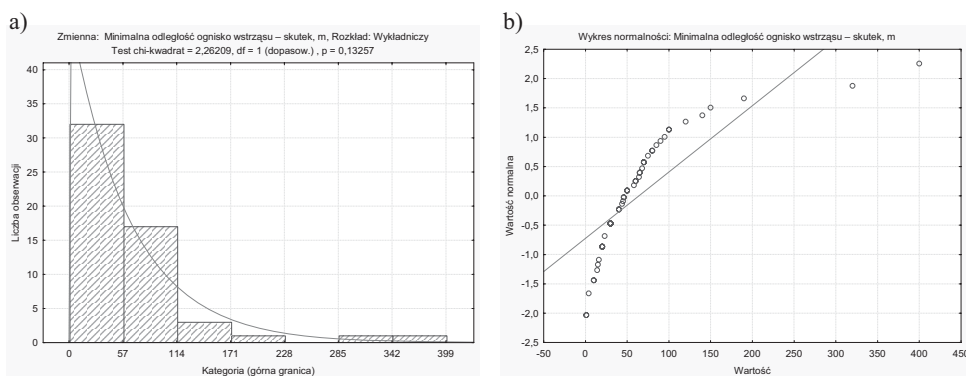 a)
Zmienna: Minimalna odległość ognisko wstrząsu – skutek, m, Rozkład: Wykładniczy
Test chi-kwadrat = 2,26209, df = 1 (dopasow.) , p = 0,13257
40
35
30
25
20
15
10
5
0
Liczba obserwacji
0 57 114 171 228 285 342 399
Kategoria (górna granica)
b)
Wykres normalności: Minimalna odległość ognisko wstrząsu – skutek, m
2,5
2,0
1,5
1,0
0,5
0,0
-0,5
-1,0
-1,5
-2,0
-2,5
Wartość normalna
-50 0 50 100 150 200 250 300 350 400 450
Wartość